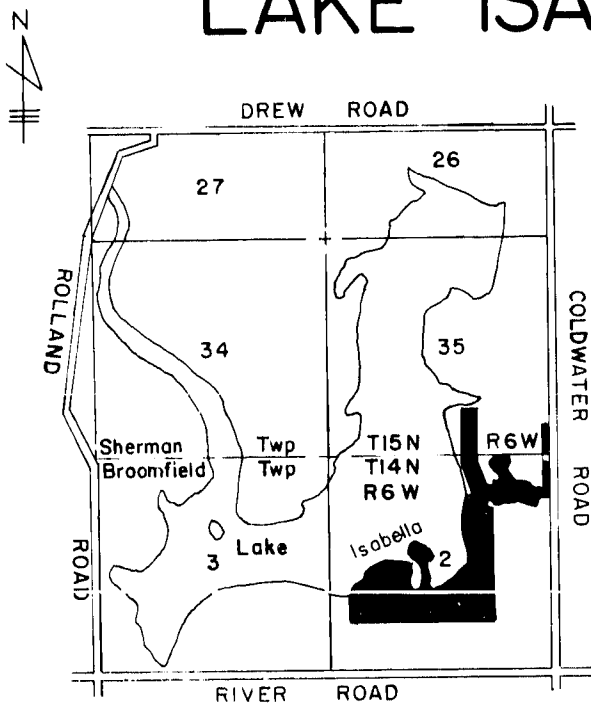 LAKE ISA
N
DREW ROAD
27
26
ROLLAND
34
35
COLDWATER ROAD
Sherman Twp T15N R6W
Broomfield Twp T14N
R6W
3 Lake Isabella 2
ROAD
RIVER ROAD